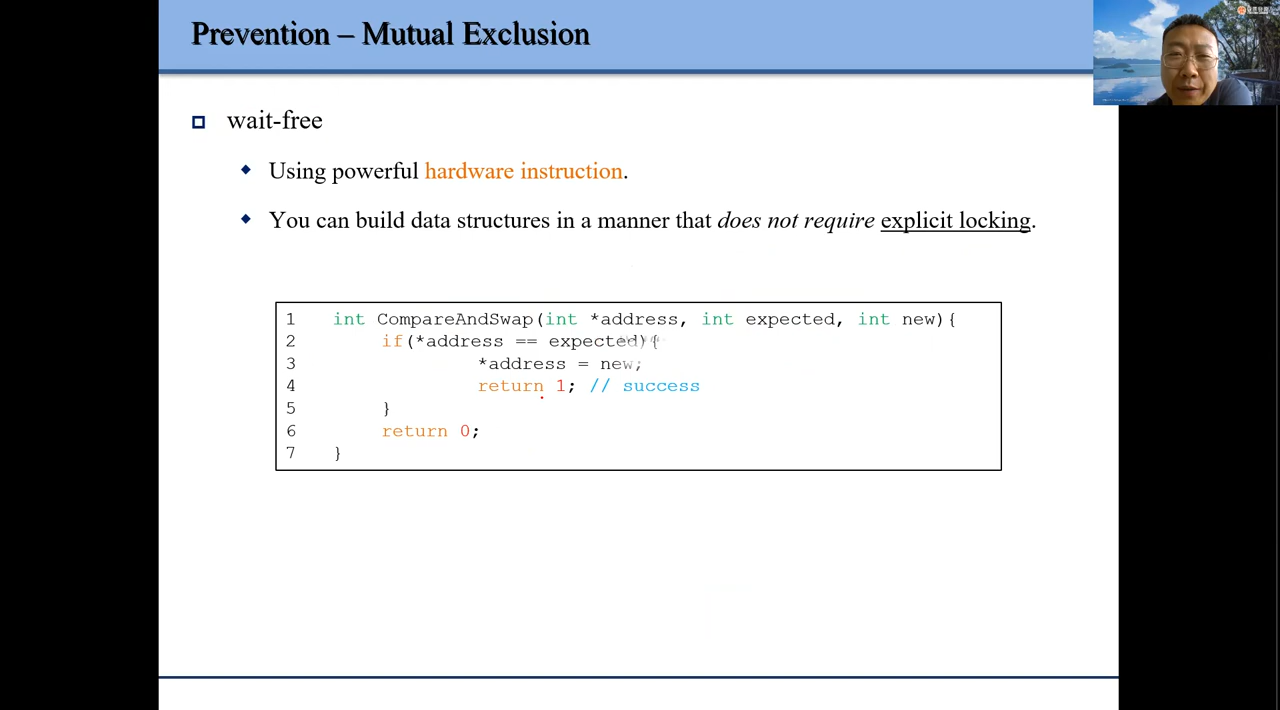 Prevention – Mutual Exclusion
wait-free
Using powerful hardware instruction.
You can build data structures in a manner that does not require explicit locking.
1 int CompareAndSwap(int *address, int expected, int new){
2 if(*address == expected){
3 *address = new;
4 return 1; // success
5 }
6 return 0;
7 }